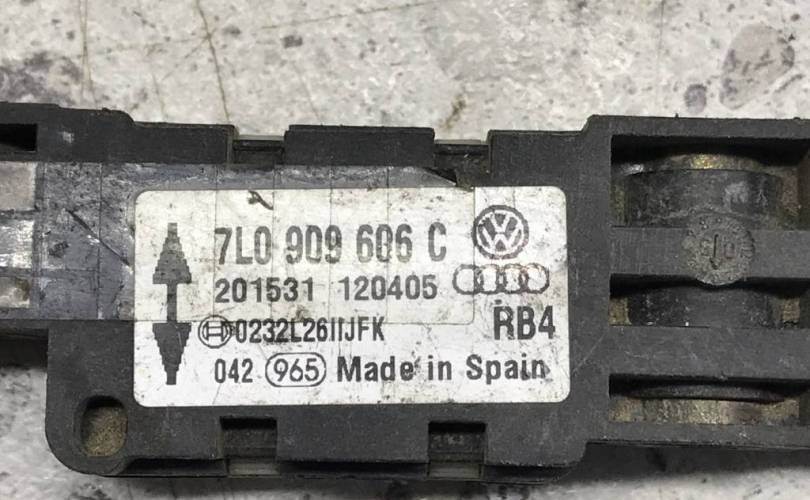 7L0 909 606 C
201531 120405
0232L26IIJFK RB4
042 965 Made in Spain